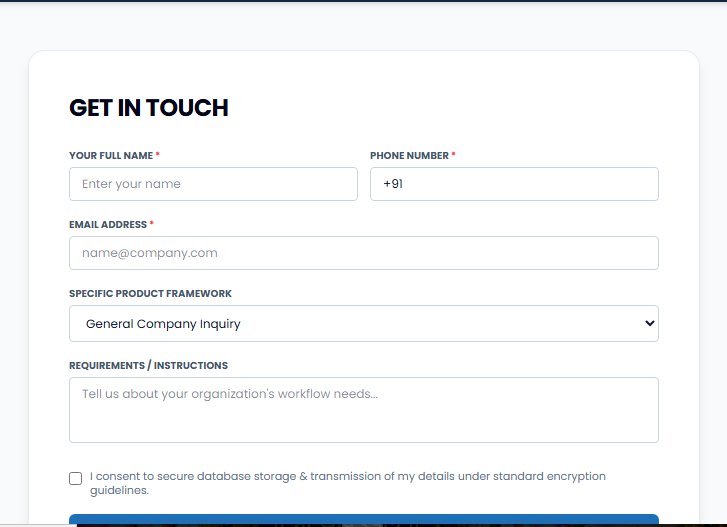 GET IN TOUCH
YOUR FULL NAME *
PHONE NUMBER *
Enter your name
+91
EMAIL ADDRESS *
name@company.com
SPECIFIC PRODUCT FRAMEWORK
General Company Inquiry
REQUIREMENTS / INSTRUCTIONS
Tell us about your organization's workflow needs...
I consent to secure database storage & transmission of my details under standard encryption
guidelines.